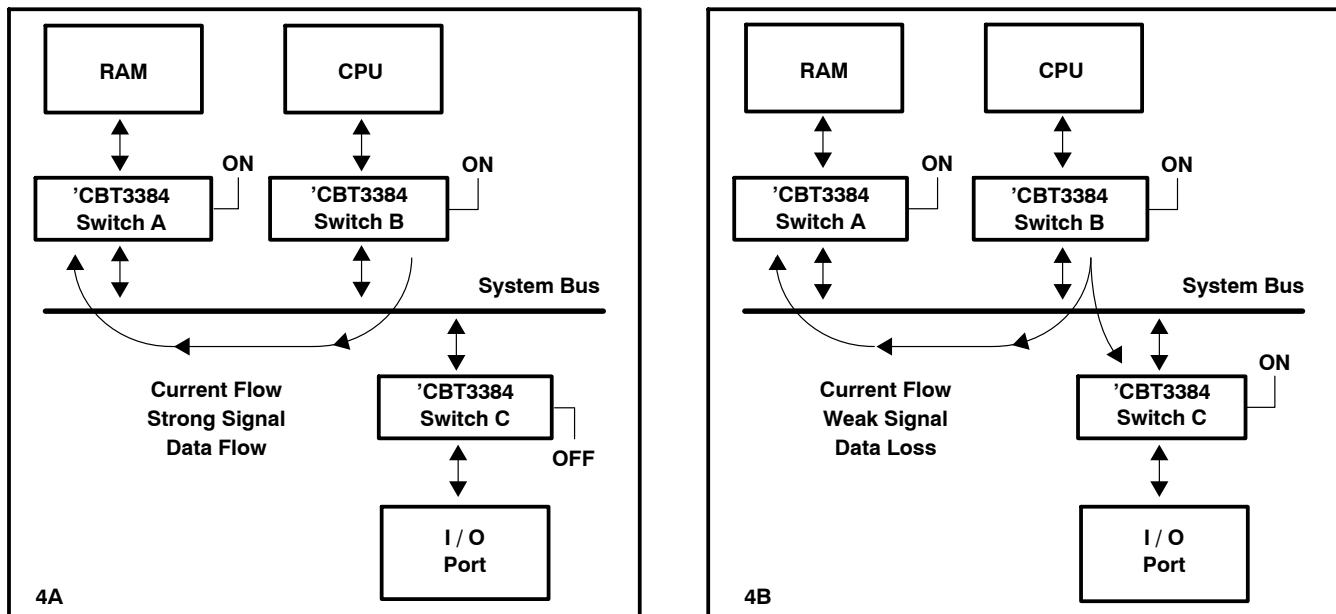 RAM
CPU
ON
ON
’CBT3384
Switch A
’CBT3384
Switch B
System Bus
Current Flow
Strong Signal
Data Flow
’CBT3384
Switch C
OFF
I / O
Port
4A
RAM
CPU
ON
ON
’CBT3384
Switch A
’CBT3384
Switch B
System Bus
ON
Current Flow
Weak Signal
Data Loss
’CBT3384
Switch C
I / O
Port
4B